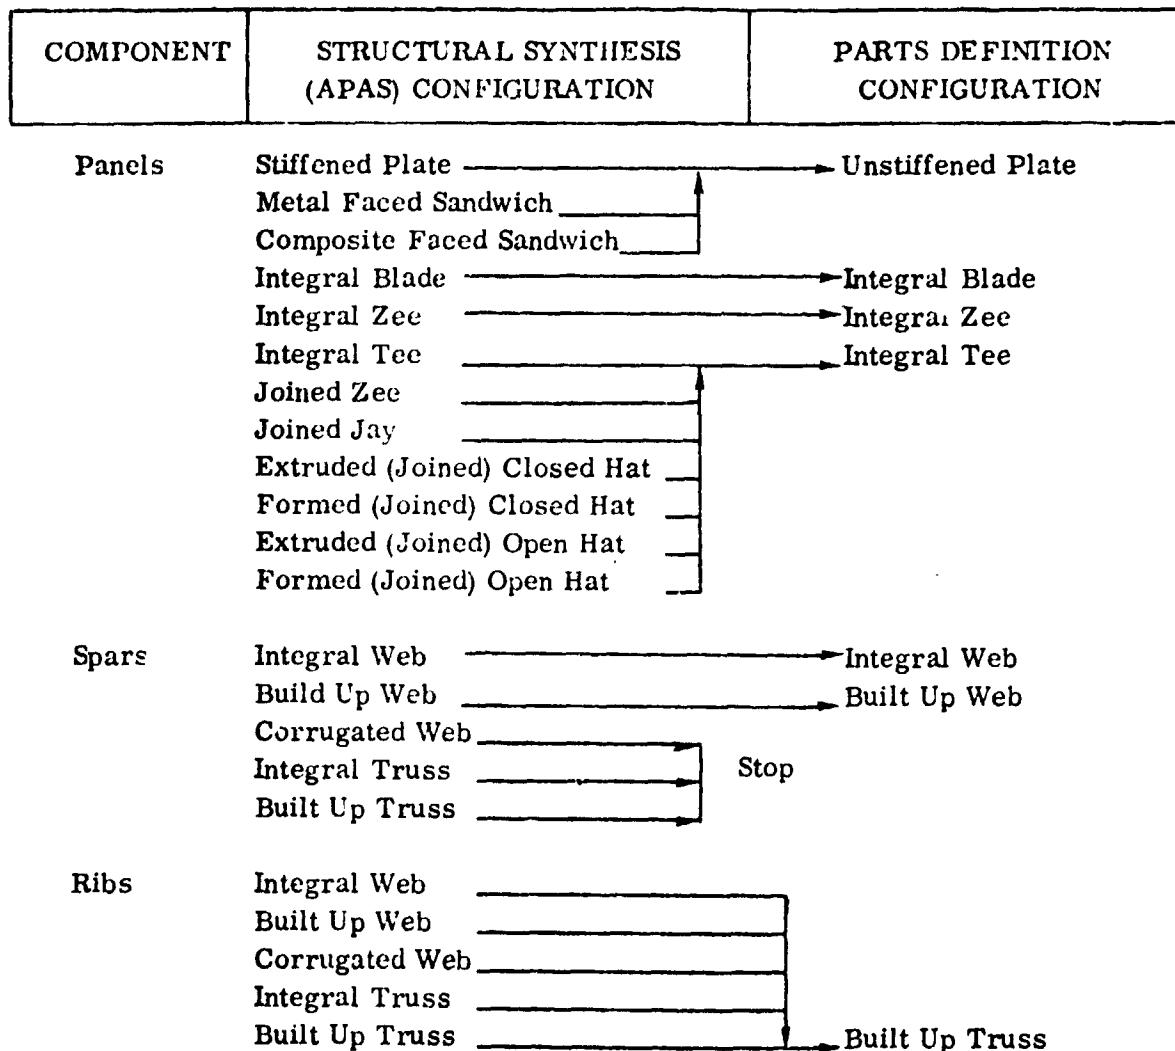 COMPONENT
STRUCTURAL SYNTHESIS
(APAS) CONFIGURATION
PARTS DEFINITION
CONFIGURATION
Panels
Stiffened Plate
Unstiffened Plate
Metal Faced Sandwich
Composite Faced Sandwich
Integral Blade
Integral Blade
Integral Zee
Integral Zee
Integral Tee
Integral Tee
Joined Zee
Joined Jay
Extruded (Joined) Closed Hat
Formed (Joined) Closed Hat
Extruded (Joined) Open Hat
Formed (Joined) Open Hat
Spars
Integral Web
Integral Web
Build Up Web
Built Up Web
Corrugated Web
Integral Truss
Stop
Built Up Truss
Ribs
Integral Web
Built Up Web
Corrugated Web
Integral Truss
Built Up Truss
Built Up Truss